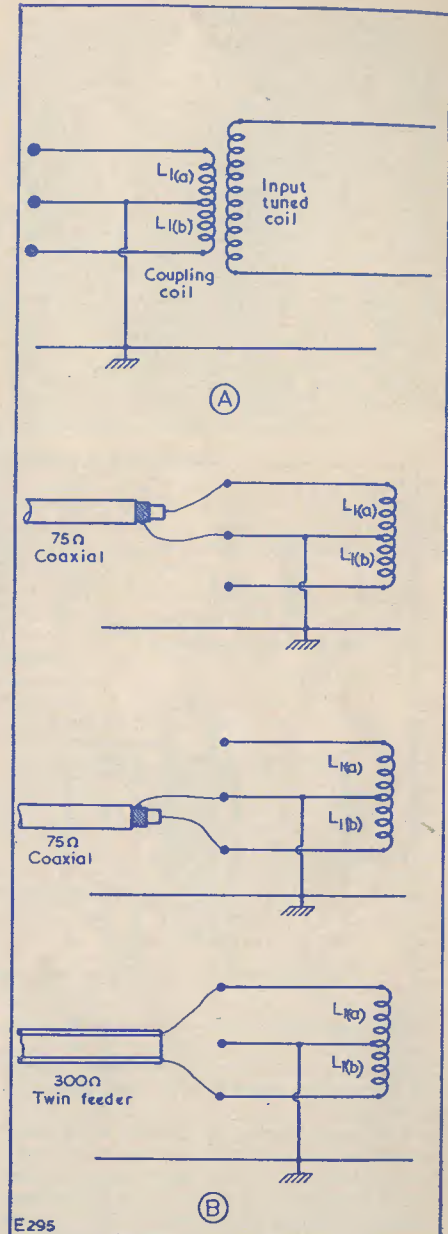 L1(a)
Input
tuned
coil
L1(b)
Coupling
coil
A
75Ω
Coaxial
L1(a)
L1(b)
L1(a)
L1(b)
75Ω
Coaxial
L1(a)
L1(b)
300Ω
Twin feeder
B
E295